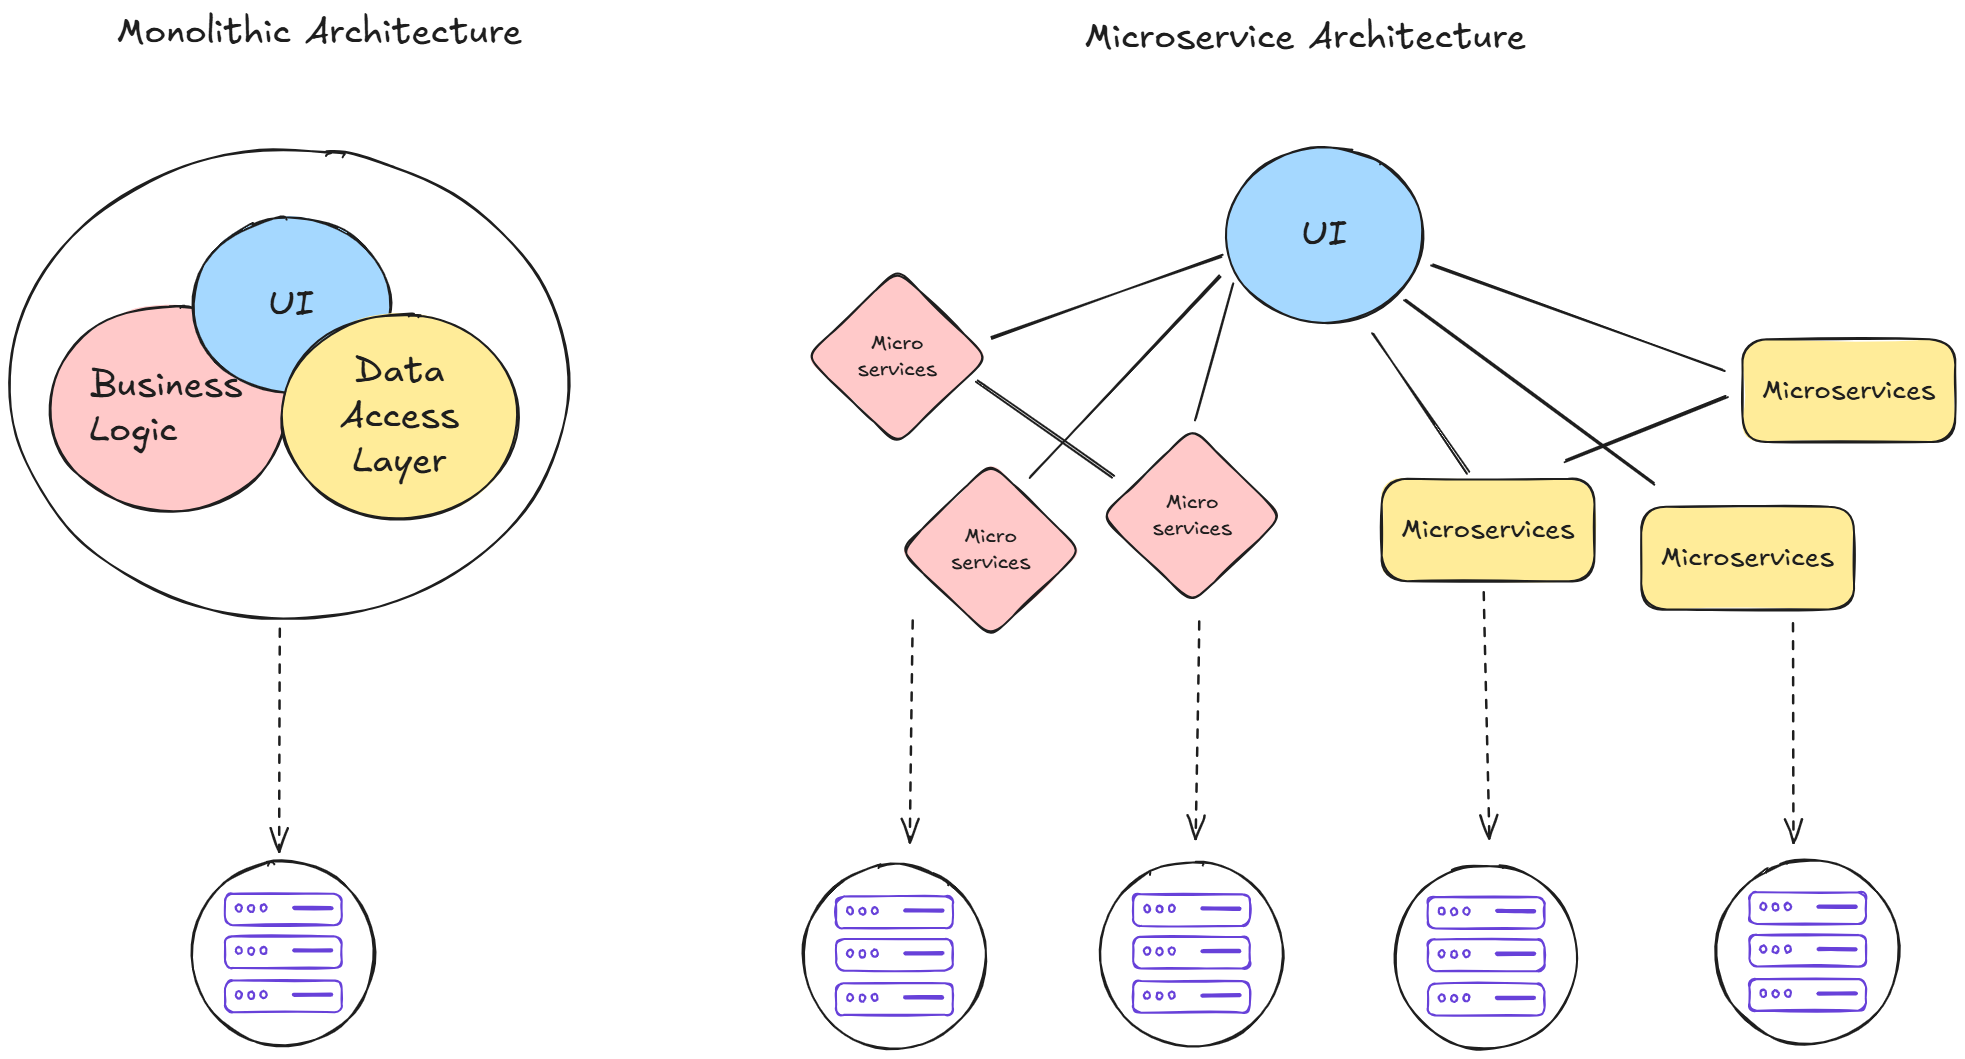 Monolithic Architecture
Microservice Architecture
UI
Business
Logic
Data
Access
Layer
UI
Micro
services
Micro
services
Micro
services
Microservices
Microservices
Microservices